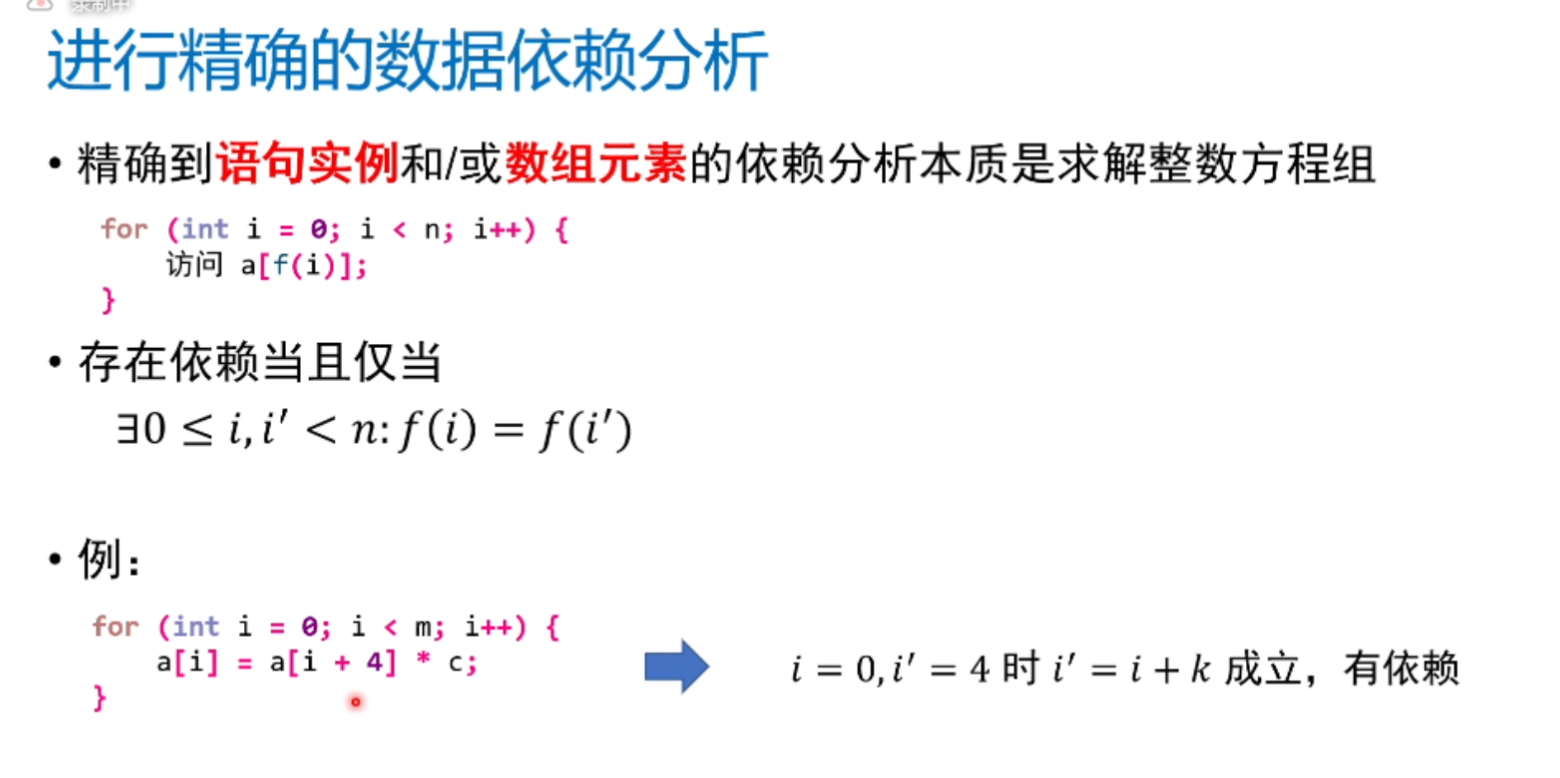 录制中
进行精确的数据依赖分析
• 精确到语句实例和/或数组元素的依赖分析本质是求解整数方程组
for (int i = 0; i < n; i++) {
访问 a[f(i)];
}
• 存在依赖当且仅当
∃0 ≤ i, i′ < n: f(i) = f(i′)
• 例：
for (int i = 0; i < m; i++) {
a[i] = a[i + 4] * c;
}
i = 0, i′ = 4 时 i′ = i + k 成立，有依赖